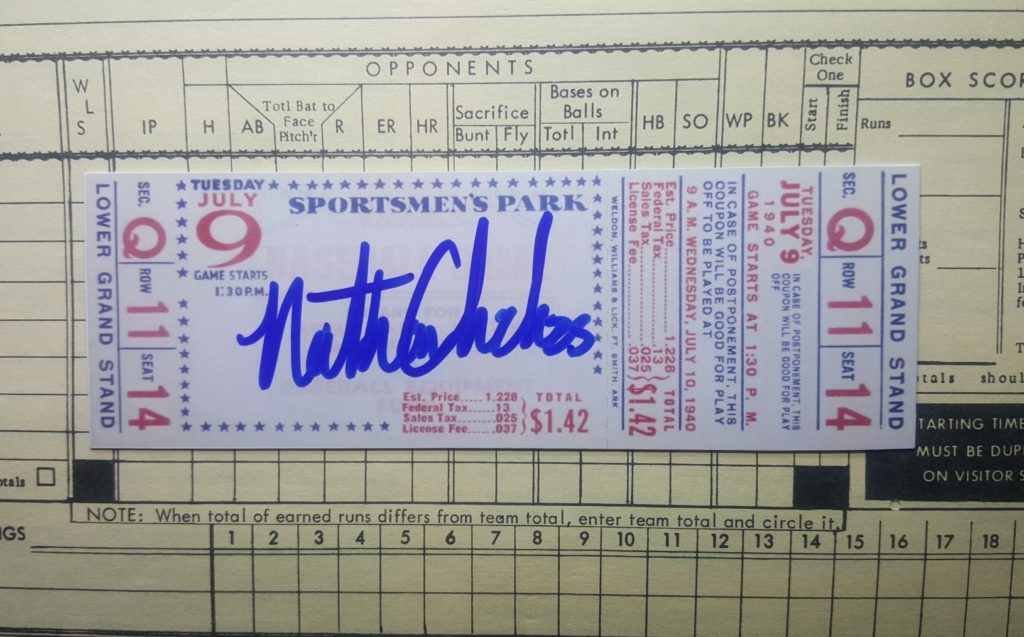 OPPONENTS
Check One
W L S
IP
H
AB
Totl Bat to Face Pitch'r
R
ER
HR
Sacrifice
Bunt
Fly
Bases on Balls
Totl
Int
HB
SO
WP
BK
Start
Finish
BOX SCOR
Runs
LOWER GRAND STAND
SEC. Q
ROW 11
SEAT 14
TUESDAY
JULY
9
GAME STARTS
1:30 P.M.
SPORTSMEN'S PARK
Est. Price..... 1.228
Federal Tax......13
Sales Tax......025
License Fee....037
TOTAL
$1.42
WELDON, WILLIAMS & LICK, FT. SMITH, ARK
Est. Price........1.228
Federal Tax........13
Sales Tax........025
License Fee........037
TOTAL
$1.42
IN CASE OF POSTPONEMENT, THIS
COUPON WILL BE GOOD FOR PLAY
OFF TO BE PLAYED AT
9 A. M. WEDNESDAY, JULY 10, 1940
TUESDAY,
JULY 9
1940
GAME STARTS AT 1:30 P. M.
IN CASE OF POSTPONEMENT, THIS
COUPON WILL BE GOOD FOR PLAY
OFF
SEC. Q
ROW 11
SEAT 14
LOWER GRAND STAND
otals shoul
TARTING TIME
MUST BE DUPI
ON VISITOR S
otals
NOTE: When total of earned runs differs from team total, enter team total and circle it.
GS
1 2 3 4 5 6 7 8 9 10 11 12 13 14 15 16 17 18